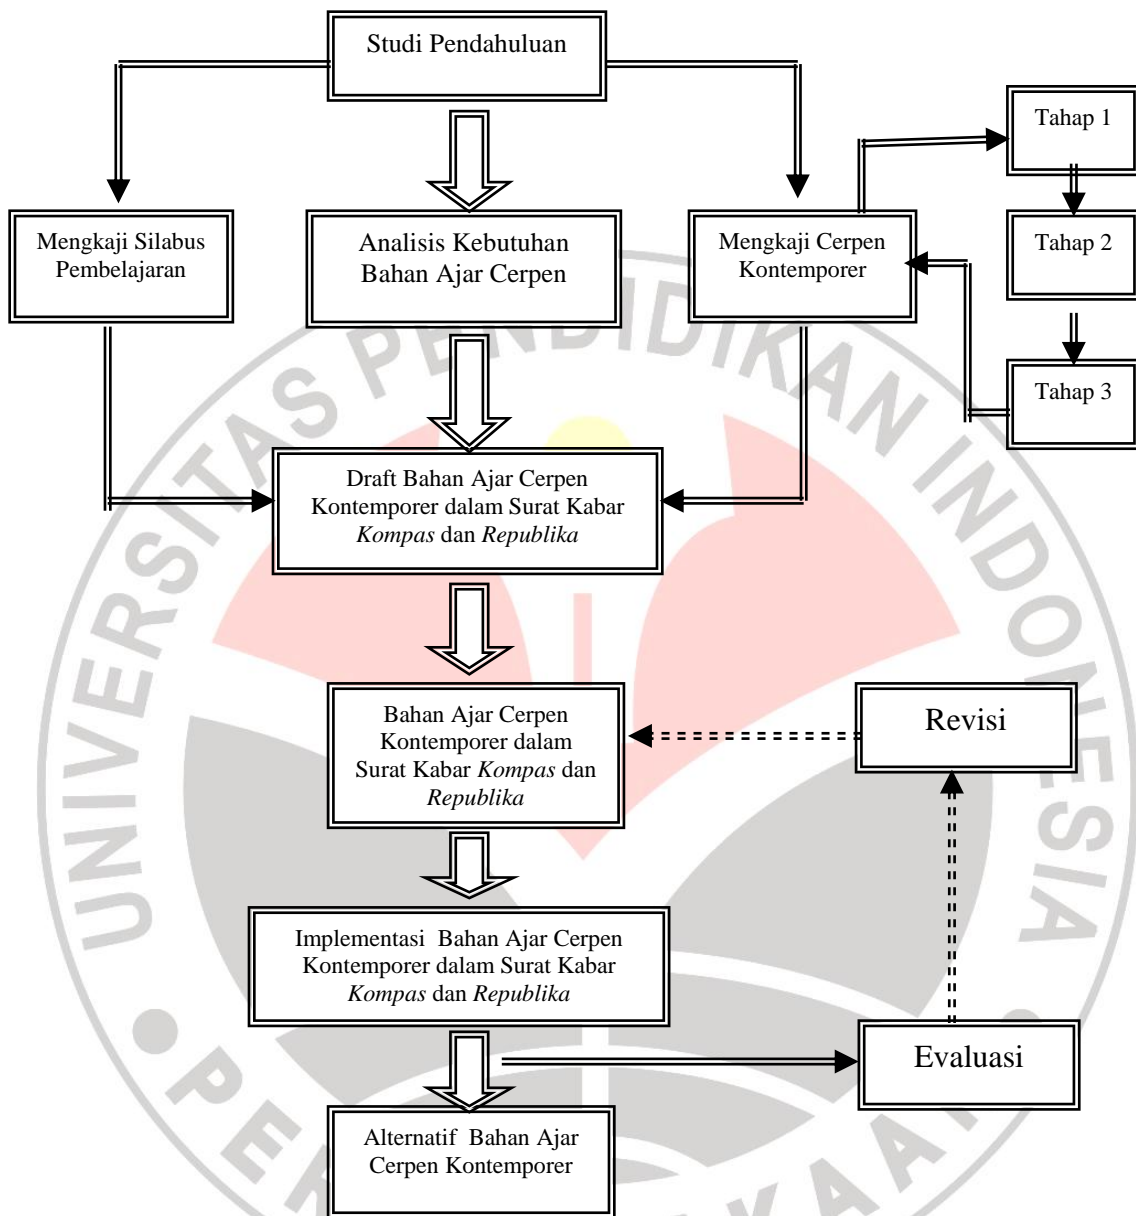 Studi Pendahuluan
Tahap 1
Mengkaji Silabus
Pembelajaran
Analisis Kebutuhan
Bahan Ajar Cerpen
Mengkaji Cerpen
Kontemporer
Tahap 2
Tahap 3
Draft Bahan Ajar Cerpen
Kontemporer dalam Surat Kabar
Kompas dan Republika
Bahan Ajar Cerpen
Kontemporer dalam
Surat Kabar Kompas dan
Republika
Revisi
Implementasi Bahan Ajar Cerpen
Kontemporer dalam Surat Kabar
Kompas dan Republika
Evaluasi
Alternatif Bahan Ajar
Cerpen Kontemporer
UNIVERSITAS PENDIDIKAN INDONESIA